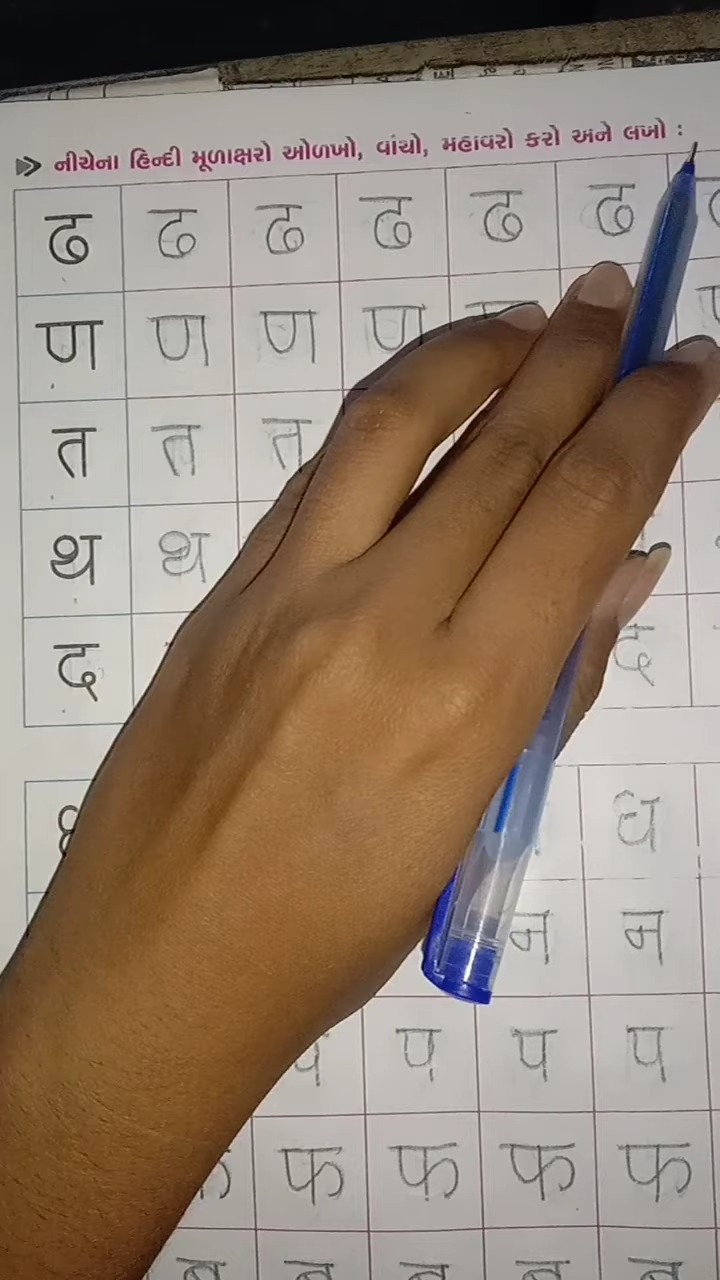 નીચેના હિન્દી મૂળાક્ષરો ઓળખો, વાંચો, મહાવરો કરો અને લખો :
ढ ढ ढ ढ ढ ढ
ण ण ण ण
त त त
थ थ
द द
ध
न न
प प प
फ फ फ फ
ब ब ब ब ब